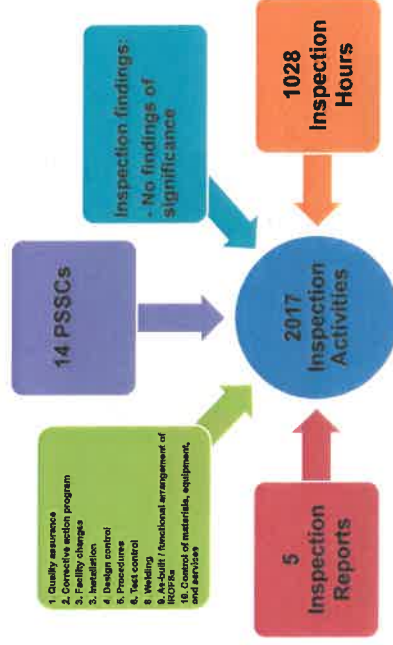 1 Quality assurance
2. Corrective action program
3. Facility changes
3. Installation
4 Design control
5. Procedures
6. Test control
8 Welding
9. As-built / functional arrangement of
IROFSs
10. Control of materials, equipment,
and services
14 PSSCs
Inspection findings:
- No findings of
significance
5
Inspection
Reports
2017
Inspection
Activities
1028
Inspection
Hours